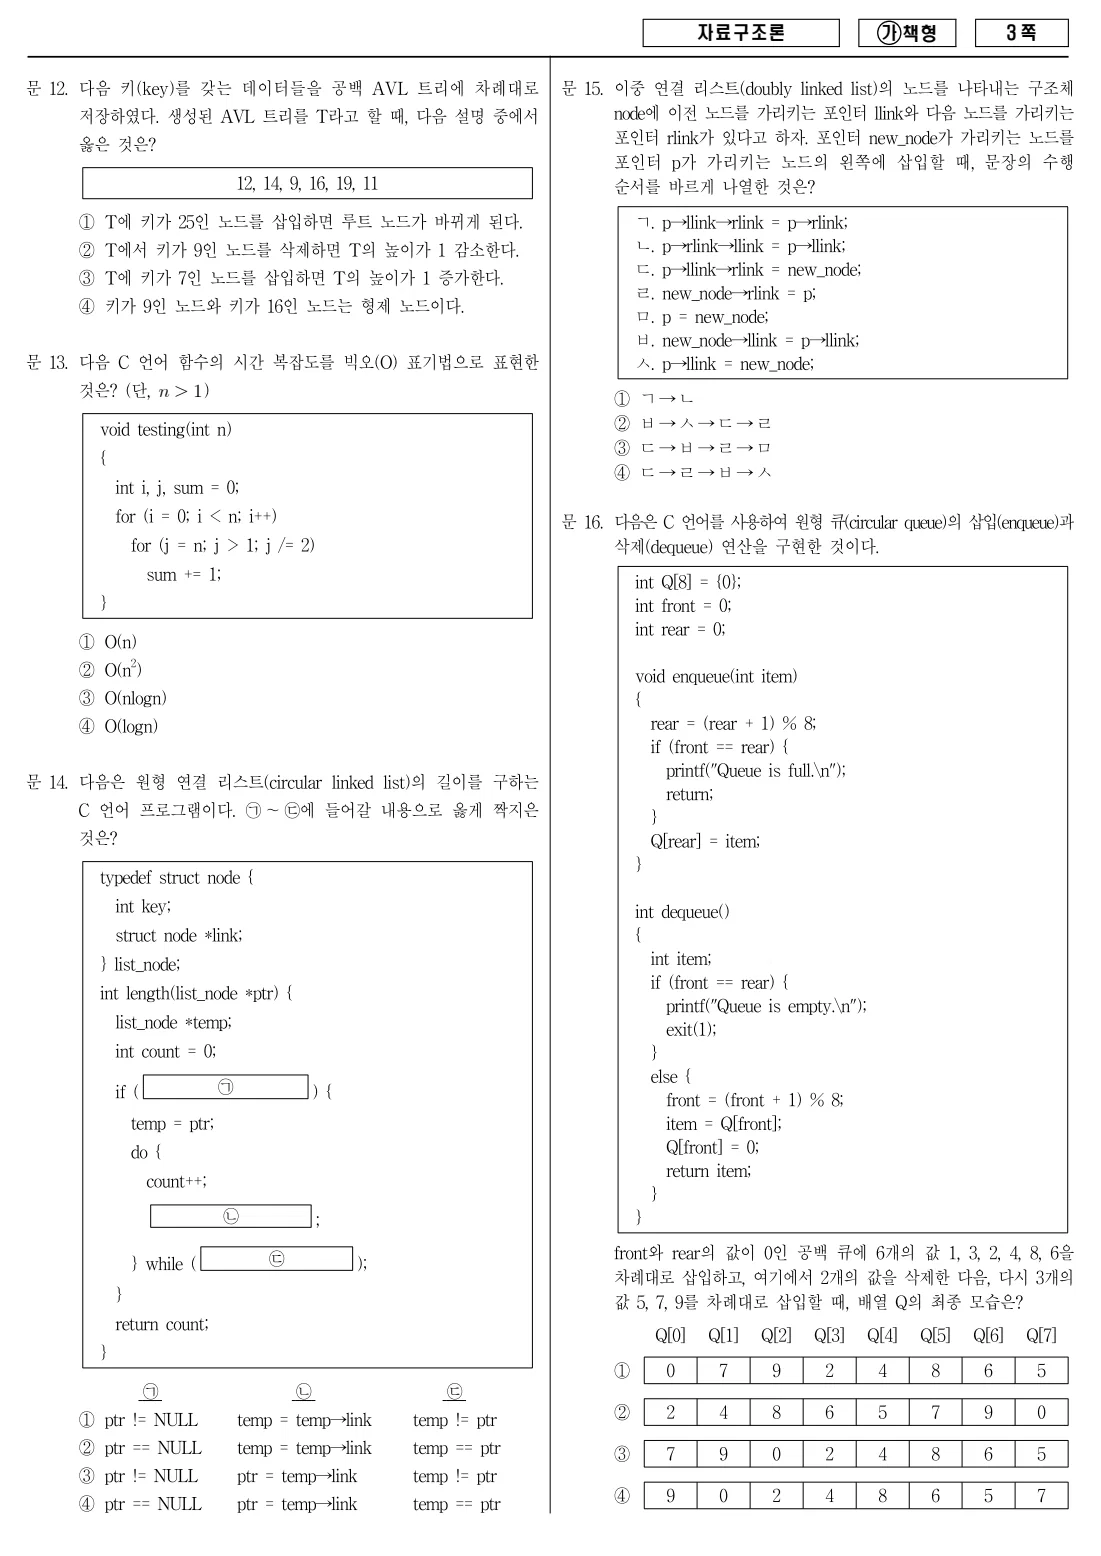 자료구조론
㉮책형
3쪽
문 12. 다음 키(key)를 갖는 데이터들을 공백 AVL 트리에 차례대로
저장하였다. 생성된 AVL 트리를 T라고 할 때, 다음 설명 중에서
옳은 것은?
12, 14, 9, 16, 19, 11
① T에 키가 25인 노드를 삽입하면 루트 노드가 바뀌게 된다.
② T에서 키가 9인 노드를 삭제하면 T의 높이가 1 감소한다.
③ T에 키가 7인 노드를 삽입하면 T의 높이가 1 증가한다.
④ 키가 9인 노드와 키가 16인 노드는 형제 노드이다.
문 13. 다음 C 언어 함수의 시간 복잡도를 빅오(O) 표기법으로 표현한
것은? (단, n > 1)
void testing(int n)
{
int i, j, sum = 0;
for (i = 0; i < n; i++)
for (j = n; j > 1; j /= 2)
sum += 1;
}
① O(n)
② O(n²)
③ O(nlogn)
④ O(logn)
문 14. 다음은 원형 연결 리스트(circular linked list)의 길이를 구하는
C 언어 프로그램이다. ㉠ ~ ㉢에 들어갈 내용으로 옳게 짝지은
것은?
typedef struct node {
int key;
struct node *link;
} list_node;
int length(list_node *ptr) {
list_node *temp;
int count = 0;
if ( ㉠ ) {
temp = ptr;
do {
count++;
㉡ ;
} while ( ㉢ );
}
return count;
}
㉠ ㉡ ㉢
① ptr != NULL temp = temp→link temp != ptr
② ptr == NULL temp = temp→link temp == ptr
③ ptr != NULL ptr = temp→link temp != ptr
④ ptr == NULL ptr = temp→link temp == ptr
문 15. 이중 연결 리스트(doubly linked list)의 노드를 나타내는 구조체
node에 이전 노드를 가리키는 포인터 llink와 다음 노드를 가리키는
포인터 rlink가 있다고 하자. 포인터 new_node가 가리키는 노드를
포인터 p가 가리키는 노드의 왼쪽에 삽입할 때, 문장의 수행
순서를 바르게 나열한 것은?
ㄱ. p→llink→rlink = p→rlink;
ㄴ. p→rlink→llink = p→llink;
ㄷ. p→llink→rlink = new_node;
ㄹ. new_node→rlink = p;
ㅁ. p = new_node;
ㅂ. new_node→llink = p→llink;
ㅅ. p→llink = new_node;
① ㄱ→ㄴ
② ㅂ→ㅅ→ㄷ→ㄹ
③ ㄷ→ㅂ→ㄹ→ㅁ
④ ㄷ→ㄹ→ㅂ→ㅅ
문 16. 다음은 C 언어를 사용하여 원형 큐(circular queue)의 삽입(enqueue)과
삭제(dequeue) 연산을 구현한 것이다.
int Q[8] = {0};
int front = 0;
int rear = 0;
void enqueue(int item)
{
rear = (rear + 1) % 8;
if (front == rear) {
printf("Queue is full.\n");
return;
}
Q[rear] = item;
}
int dequeue()
{
int item;
if (front == rear) {
printf("Queue is empty.\n");
exit(1);
}
else {
front = (front + 1) % 8;
item = Q[front];
Q[front] = 0;
return item;
}
}
front와 rear의 값이 0인 공백 큐에 6개의 값 1, 3, 2, 4, 8, 6을
차례대로 삽입하고, 여기에서 2개의 값을 삭제한 다음, 다시 3개의
값 5, 7, 9를 차례대로 삽입할 때, 배열 Q의 최종 모습은?
Q[0] Q[1] Q[2] Q[3] Q[4] Q[5] Q[6] Q[7]
① 0 7 9 2 4 8 6 5
② 2 4 8 6 5 7 9 0
③ 7 9 0 2 4 8 6 5
④ 9 0 2 4 8 6 5 7